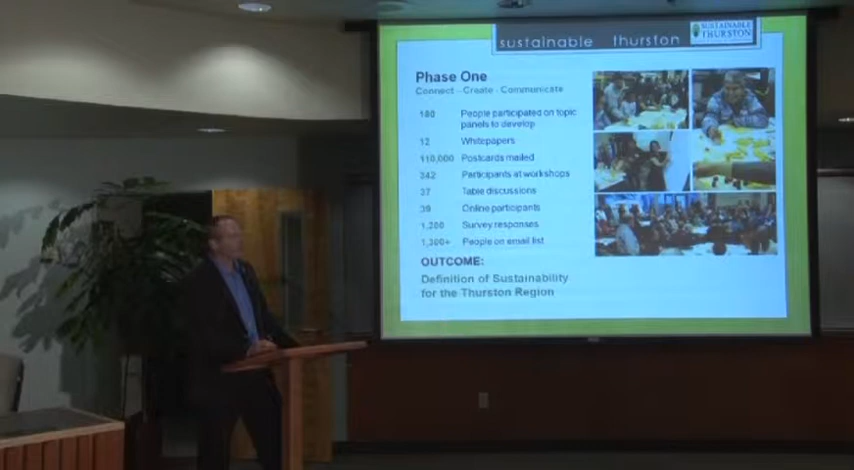 sustainable thurston
SUSTAINABLE
THURSTON
Phase One
Connect - Create - Communicate
180 People participated on topic
panels to develop
12 Whitepapers
110,000 Postcards mailed
342 Participants at workshops
37 Table discussions
39 Online participants
1,200 Survey responses
1,300+ People on email list
OUTCOME:
Definition of Sustainability
for the Thurston Region